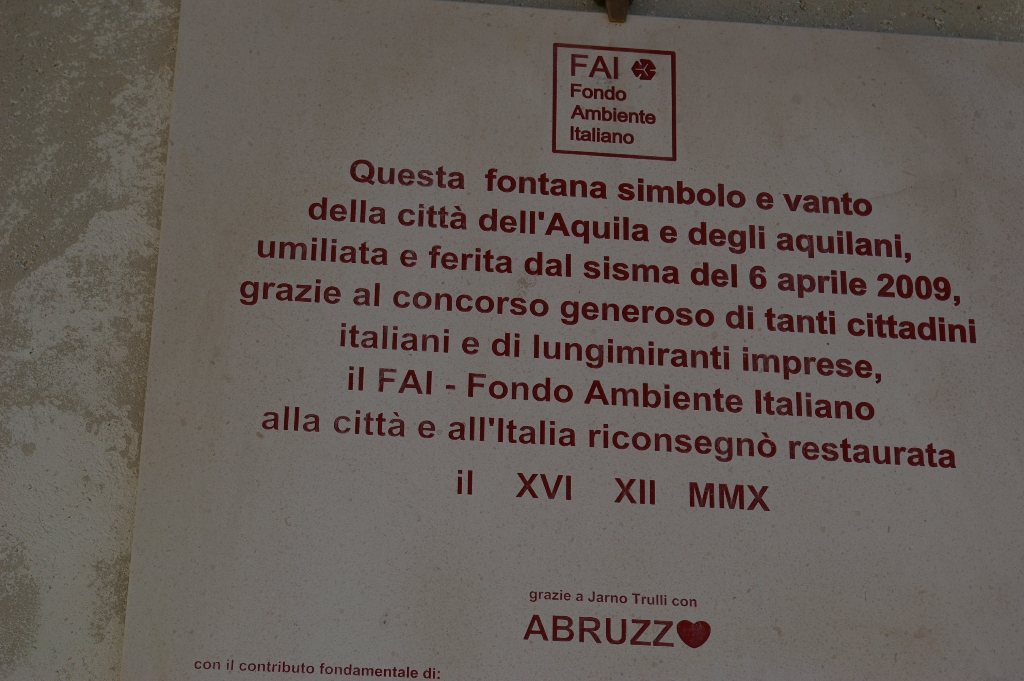 FAI
Fondo
Ambiente
Italiano
Questa fontana simbolo e vanto
della città dell'Aquila e degli aquilani,
umiliata e ferita dal sisma del 6 aprile 2009,
grazie al concorso generoso di tanti cittadini
italiani e di lungimiranti imprese,
il FAI - Fondo Ambiente Italiano
alla città e all'Italia riconsegnò restaurata
il XVI XII MMX
grazie a Jarno Trulli con
ABRUZZ❤
con il contributo fondamentale di: